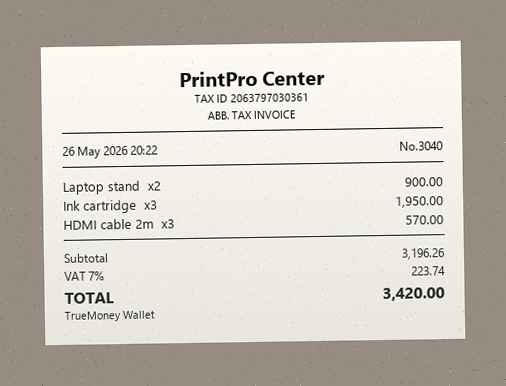 PrintPro Center
TAX ID 2063797030361
ABB. TAX INVOICE
26 May 2026 20:22 No.3040
Laptop stand x2 900.00
Ink cartridge x3 1,950.00
HDMI cable 2m x3 570.00
Subtotal 3,196.26
VAT 7% 223.74
TOTAL 3,420.00
TrueMoney Wallet